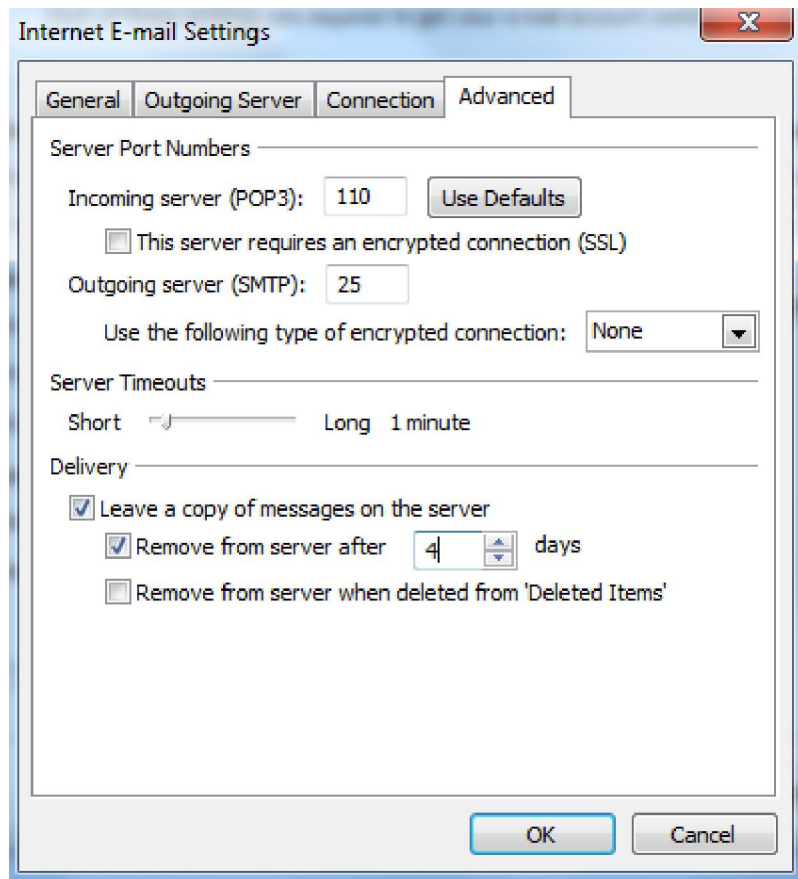 Internet E-mail Settings
General Outgoing Server Connection Advanced
Server Port Numbers
Incoming server (POP3): 110 Use Defaults
This server requires an encrypted connection (SSL)
Outgoing server (SMTP): 25
Use the following type of encrypted connection: None
Server Timeouts
Short Long 1 minute
Delivery
Leave a copy of messages on the server
Remove from server after 4 days
Remove from server when deleted from 'Deleted Items'
OK Cancel